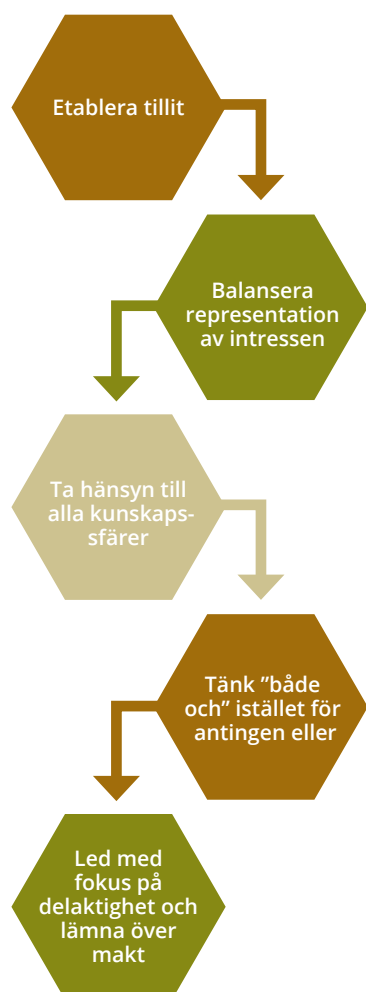 Etablera tillit
Balansera
representation
av intressen
Ta hänsyn till
alla kunskaps-
sfärer
Tänk ”både
och” istället för
antingen eller
Led med
fokus på
delaktighet och
lämna över
makt